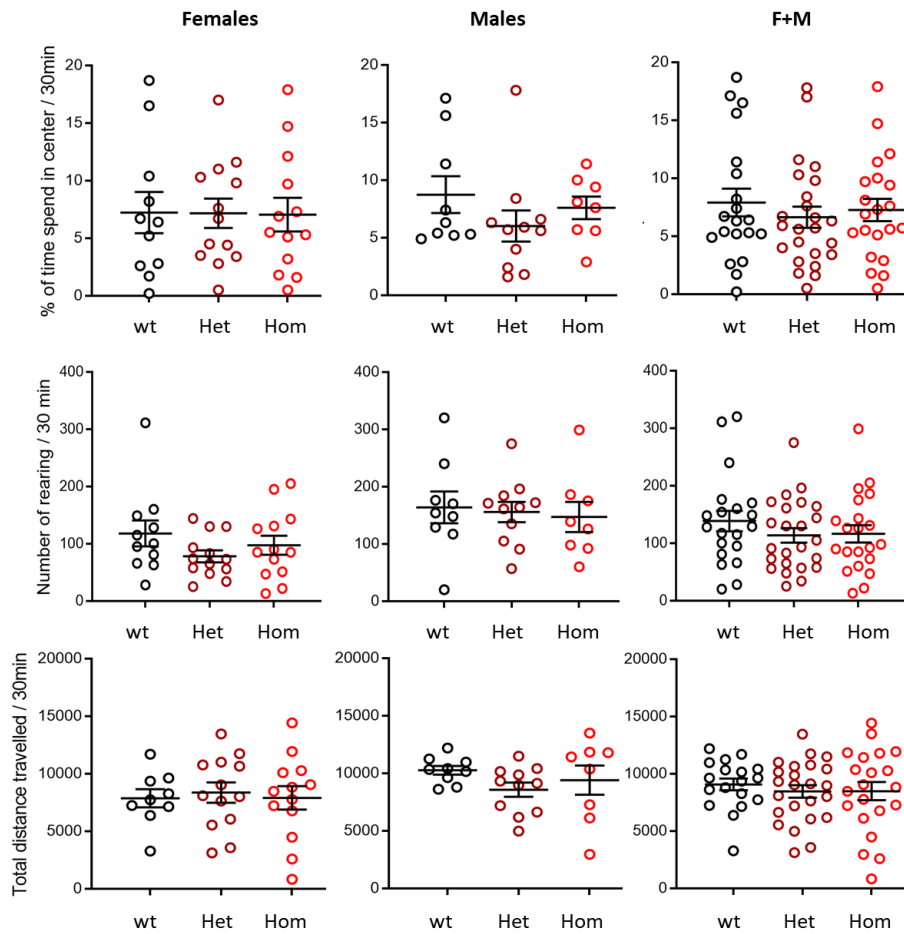 Females Males F+M
% of time spend in center / 30min
20 15 10 5 0
wt Het Hom
20 15 10 5 0
wt Het Hom
20 15 10 5 0
wt Het Hom
Number of rearing / 30 min
400 300 200 100 0
wt Het Hom
400 300 200 100 0
wt Het Hom
400 300 200 100 0
wt Het Hom
Total distance travelled / 30min
20000 15000 10000 5000 0
wt Het Hom
20000 15000 10000 5000 0
wt Het Hom
20000 15000 10000 5000 0
wt Het Hom